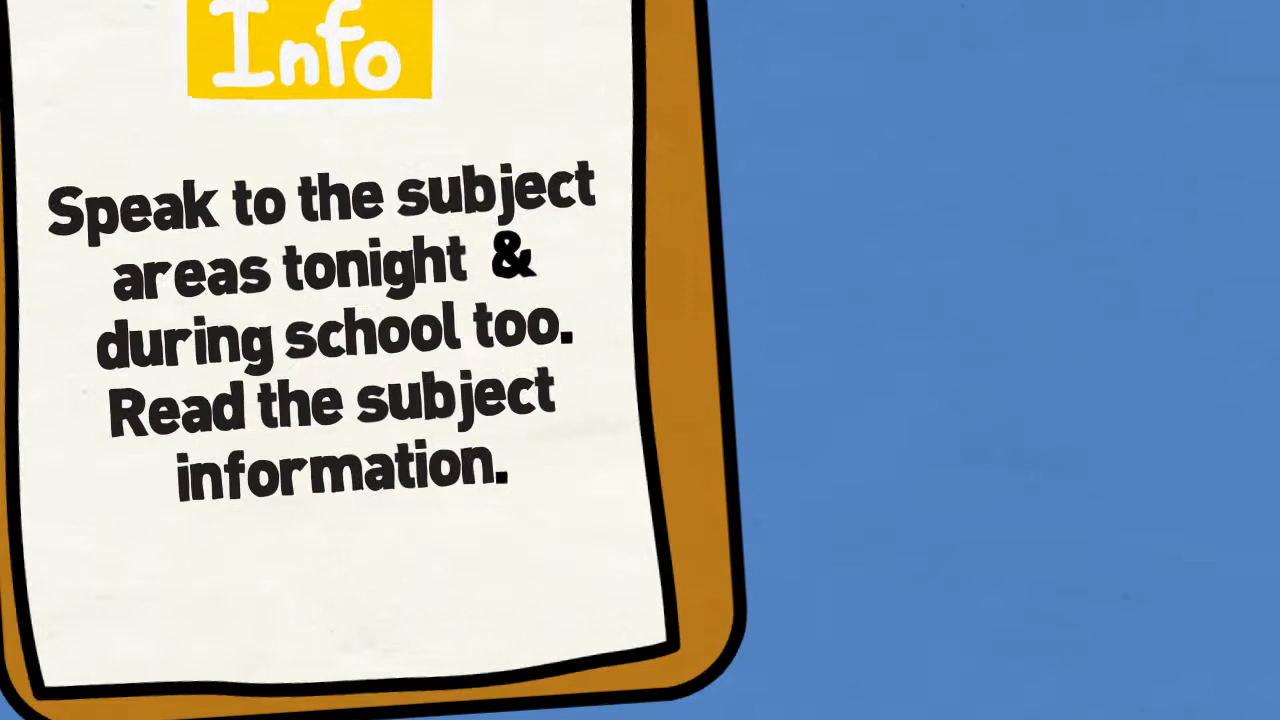 Info
Speak to the subject
areas tonight &
during school too.
Read the subject
information.